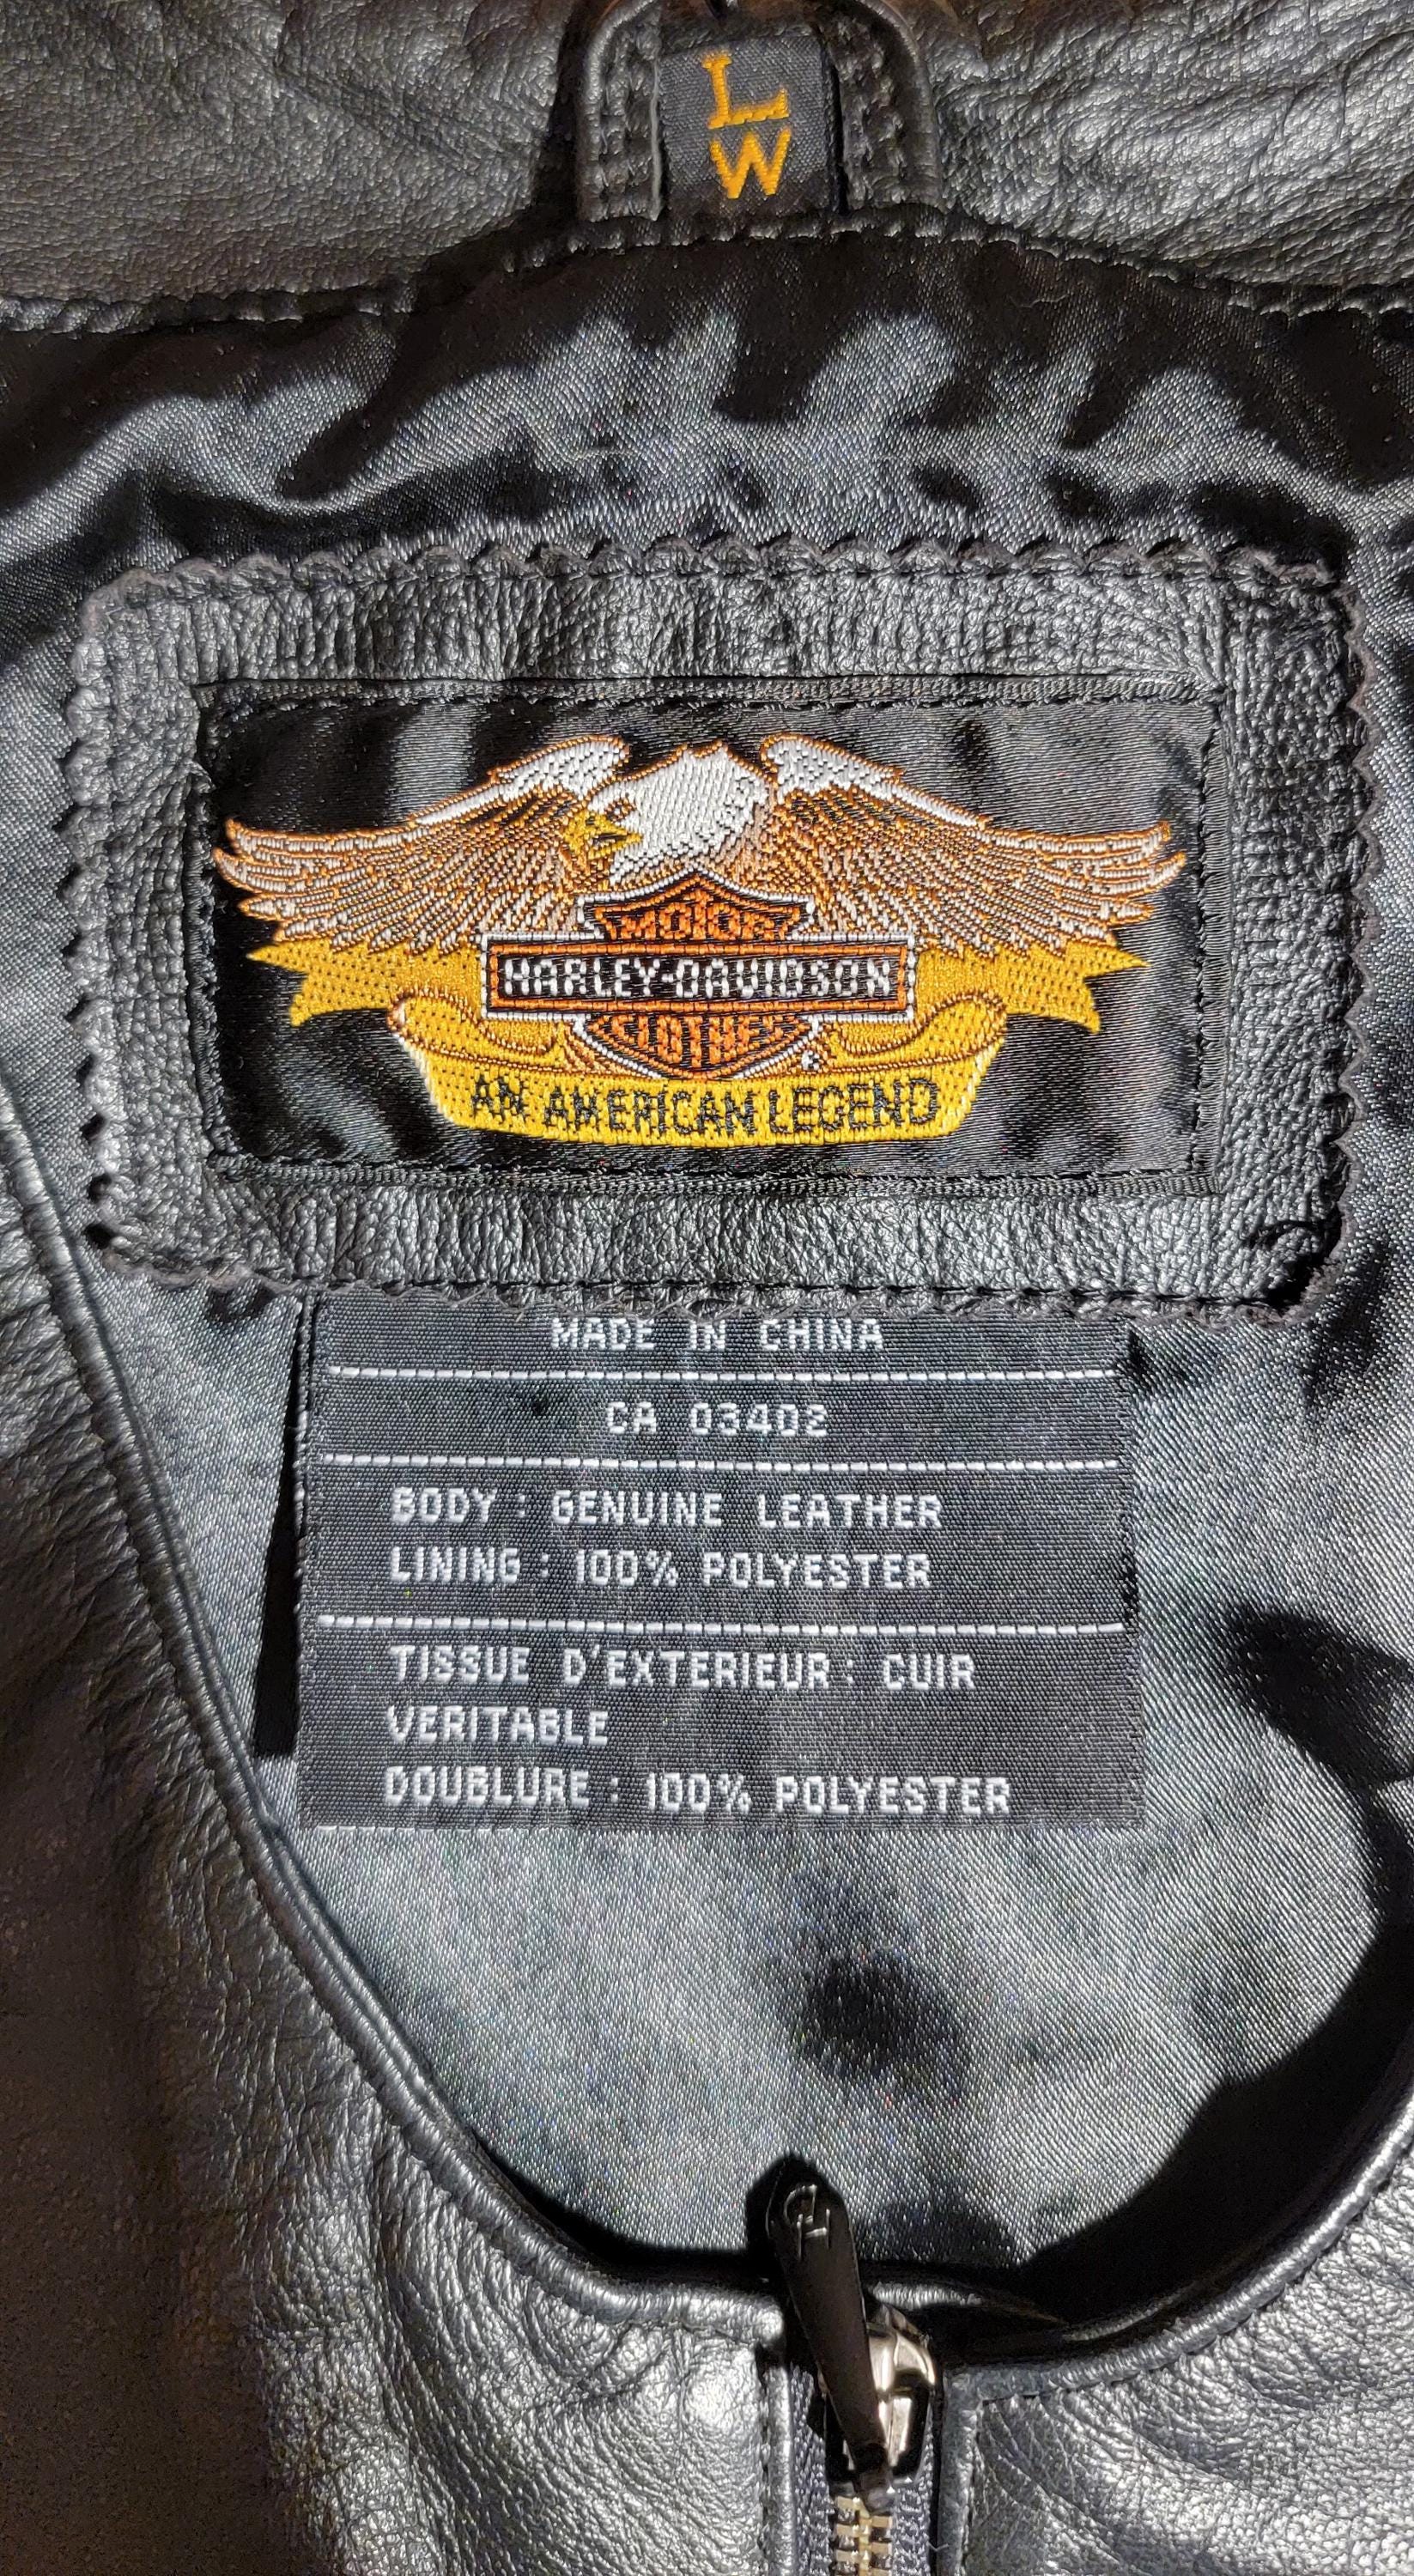 L
W
MOTOR
HARLEY-DAVIDSON
CLOTHES
®
AN AMERICAN LEGEND
MADE IN CHINA
CA 03402
BODY : GENUINE LEATHER
LINING : 100% POLYESTER
TISSUE D'EXTERIEUR : CUIR
VERITABLE
DOUBLURE : 100% POLYESTER